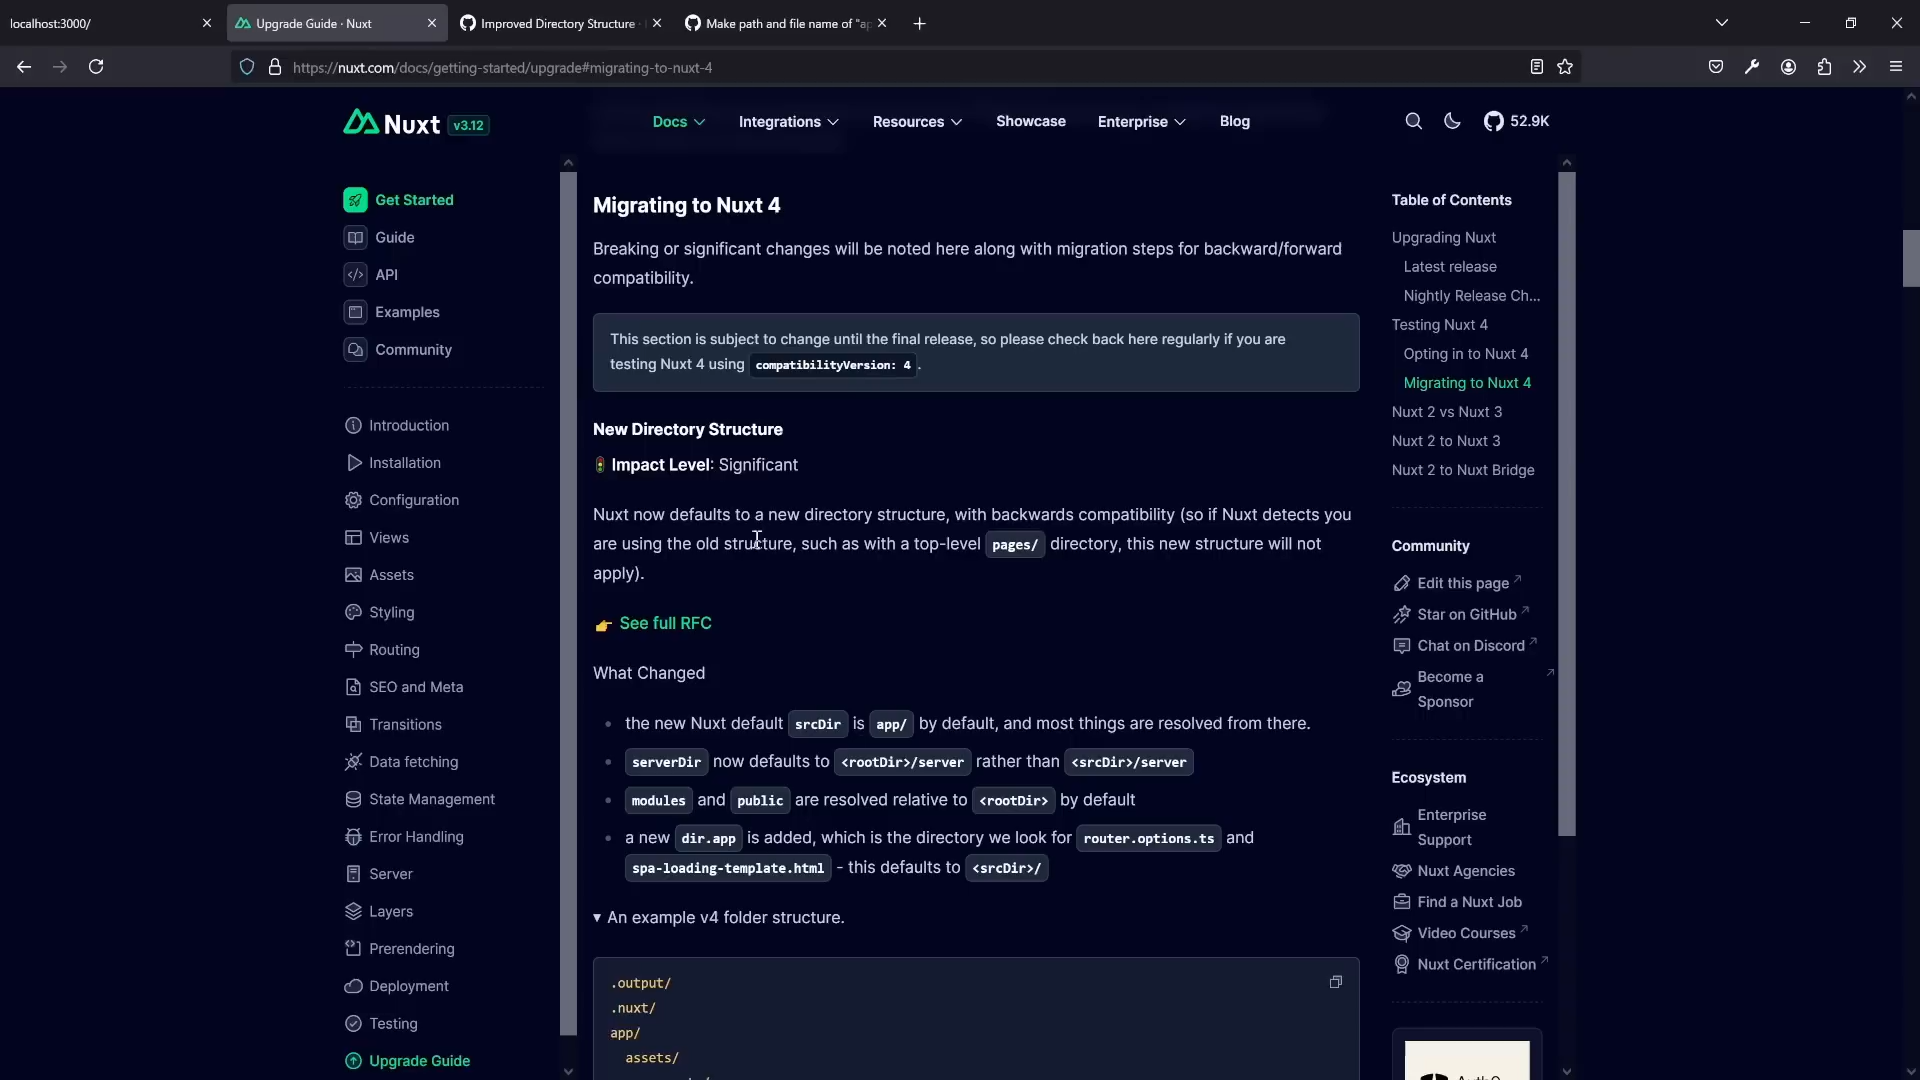 localhost:3000/
Upgrade Guide · Nuxt
Improved Directory Structure ·
Make path and file name of "ap
https://nuxt.com/docs/getting-started/upgrade#migrating-to-nuxt-4
Nuxt v3.12
Docs
Integrations
Resources
Showcase
Enterprise
Blog
52.9K
Get Started
Guide
API
Examples
Community
Introduction
Installation
Configuration
Views
Assets
Styling
Routing
SEO and Meta
Transitions
Data fetching
State Management
Error Handling
Server
Layers
Prerendering
Deployment
Testing
Upgrade Guide
Migrating to Nuxt 4
Breaking or significant changes will be noted here along with migration steps for backward/forward
compatibility.
This section is subject to change until the final release, so please check back here regularly if you are
testing Nuxt 4 using compatibilityVersion: 4 .
New Directory Structure
🚦 Impact Level: Significant
Nuxt now defaults to a new directory structure, with backwards compatibility (so if Nuxt detects you
are using the old structure, such as with a top-level pages/ directory, this new structure will not
apply).
👉 See full RFC
What Changed
• the new Nuxt default srcDir is app/ by default, and most things are resolved from there.
• serverDir now defaults to <rootDir>/server rather than <srcDir>/server
• modules and public are resolved relative to <rootDir> by default
• a new dir.app is added, which is the directory we look for router.options.ts and
spa-loading-template.html - this defaults to <srcDir>/
▾ An example v4 folder structure.
.output/
.nuxt/
app/
assets/
Table of Contents
Upgrading Nuxt
Latest release
Nightly Release Ch...
Testing Nuxt 4
Opting in to Nuxt 4
Migrating to Nuxt 4
Nuxt 2 vs Nuxt 3
Nuxt 2 to Nuxt 3
Nuxt 2 to Nuxt Bridge
Community
Edit this page
Star on GitHub
Chat on Discord
Become a
Sponsor
Ecosystem
Enterprise
Support
Nuxt Agencies
Find a Nuxt Job
Video Courses
Nuxt Certification